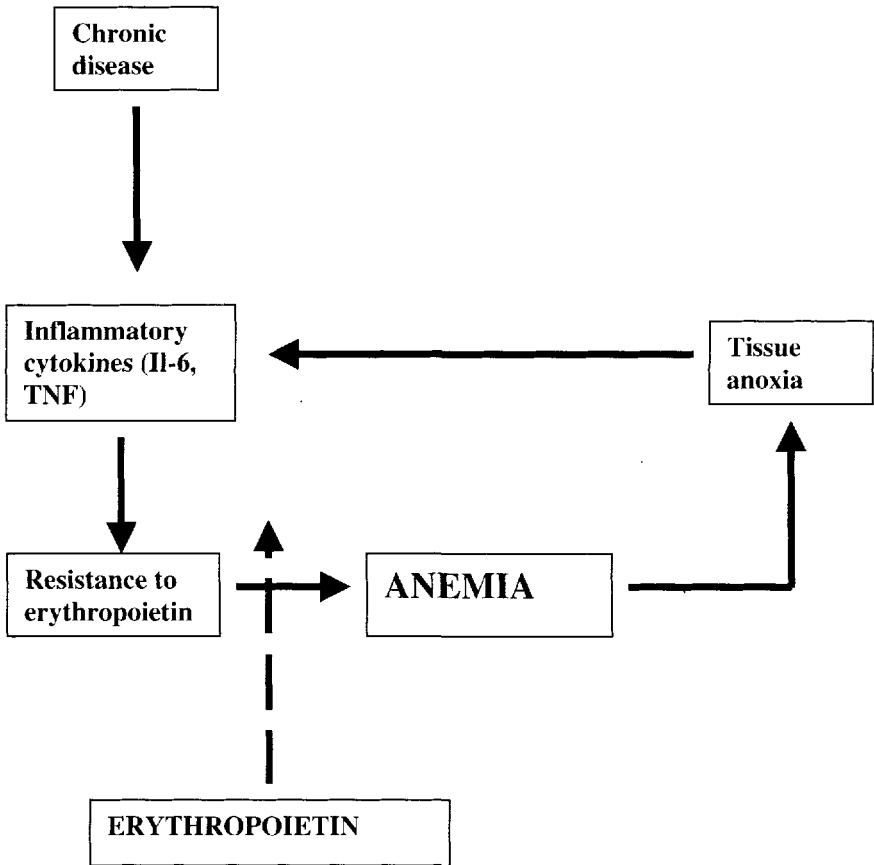 Chronic
disease
Inflammatory
cytokines (Il-6,
TNF)
Tissue
anoxia
Resistance to
erythropoietin
ANEMIA
ERYTHROPOIETIN